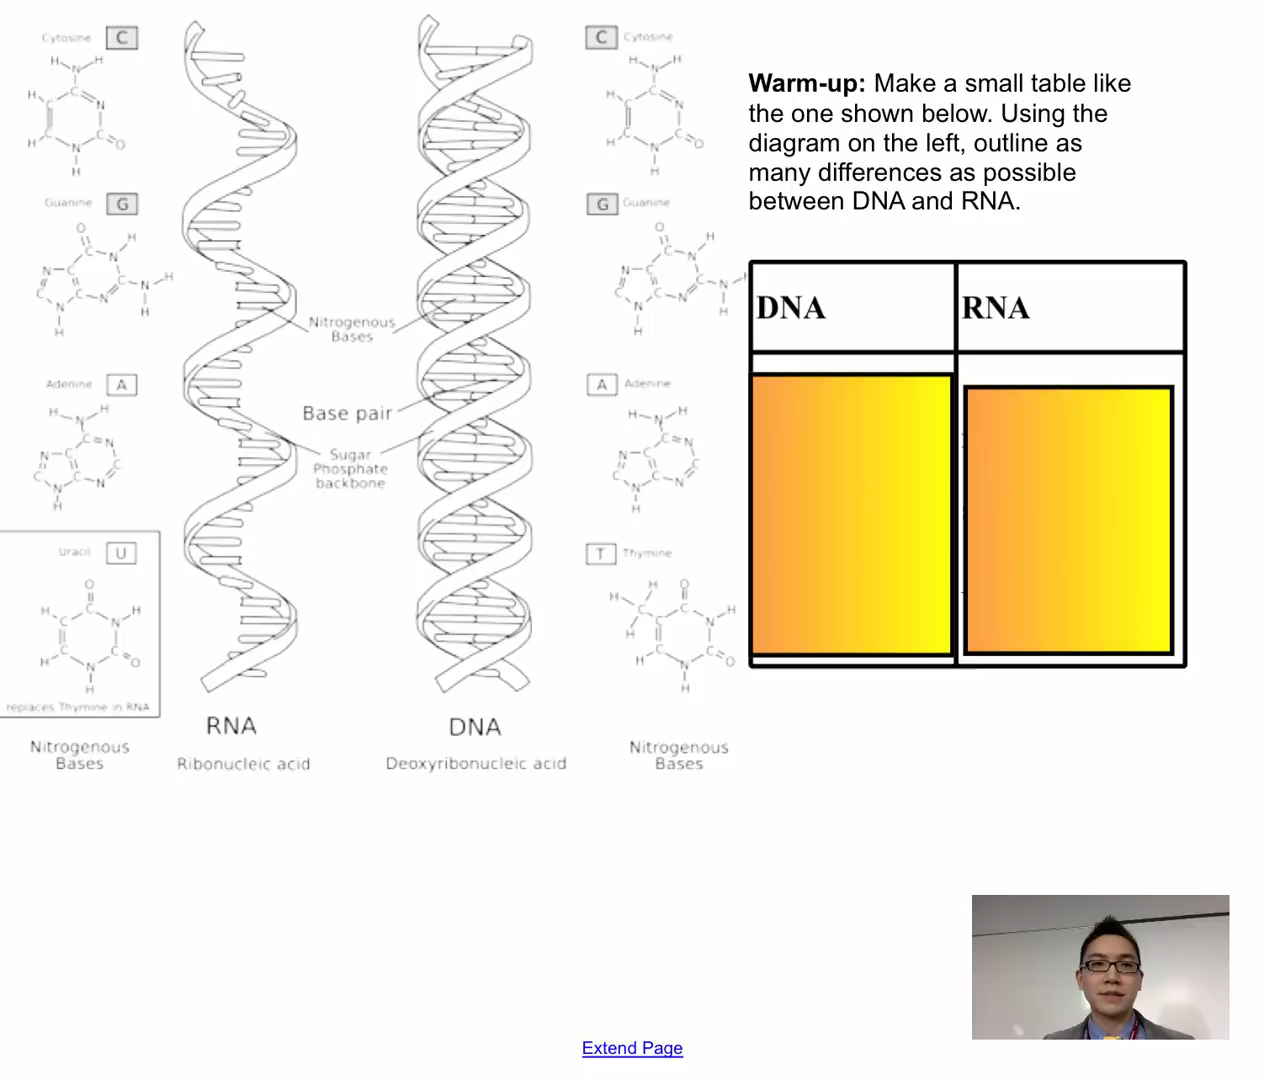 Cytosine C
Guanine G
Adenine A
Uracil U
replaces Thymine in RNA
Nitrogenous
Bases
Nitrogenous
Bases
Base pair
Sugar
Phosphate
backbone
RNA
Ribonucleic acid
DNA
Deoxyribonucleic acid
C Cytosine
G Guanine
A Adenine
T Thymine
Nitrogenous
Bases
Warm-up: Make a small table like
the one shown below. Using the
diagram on the left, outline as
many differences as possible
between DNA and RNA.
DNA
RNA
Extend Page